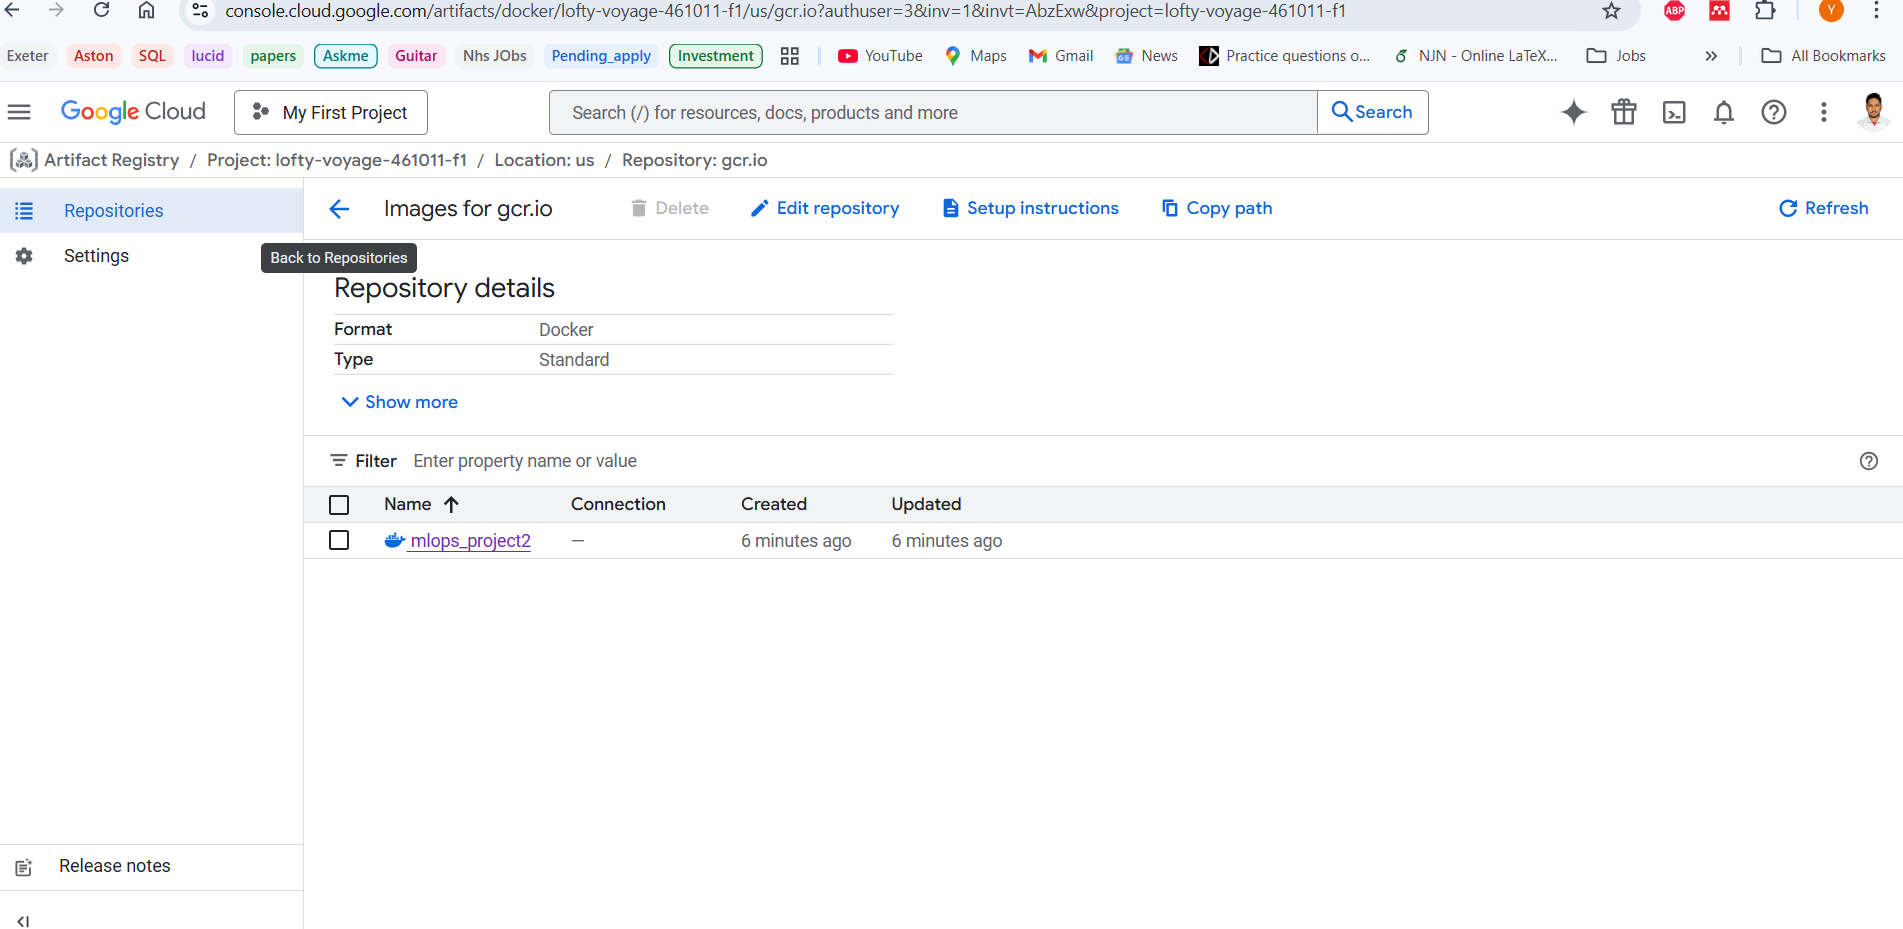 console.cloud.google.com/artifacts/docker/lofty-voyage-461011-f1/us/gcr.io?authuser=3&inv=1&invt=AbzExw&project=lofty-voyage-461011-f1
ABP
Y
Exeter Aston SQL lucid papers Askme Guitar Nhs JObs Pending_apply Investment YouTube Maps Gmail News Practice questions o... NJN - Online LaTeX... Jobs » All Bookmarks
Google Cloud My First Project Search (/) for resources, docs, products and more Search
Artifact Registry / Project: lofty-voyage-461011-f1 / Location: us / Repository: gcr.io
Repositories
Settings
Images for gcr.io Delete Edit repository Setup instructions Copy path Refresh
Back to Repositories
Repository details
Format Docker
Type Standard
Show more
Filter Enter property name or value
Name Connection Created Updated
mlops_project2 — 6 minutes ago 6 minutes ago
Release notes